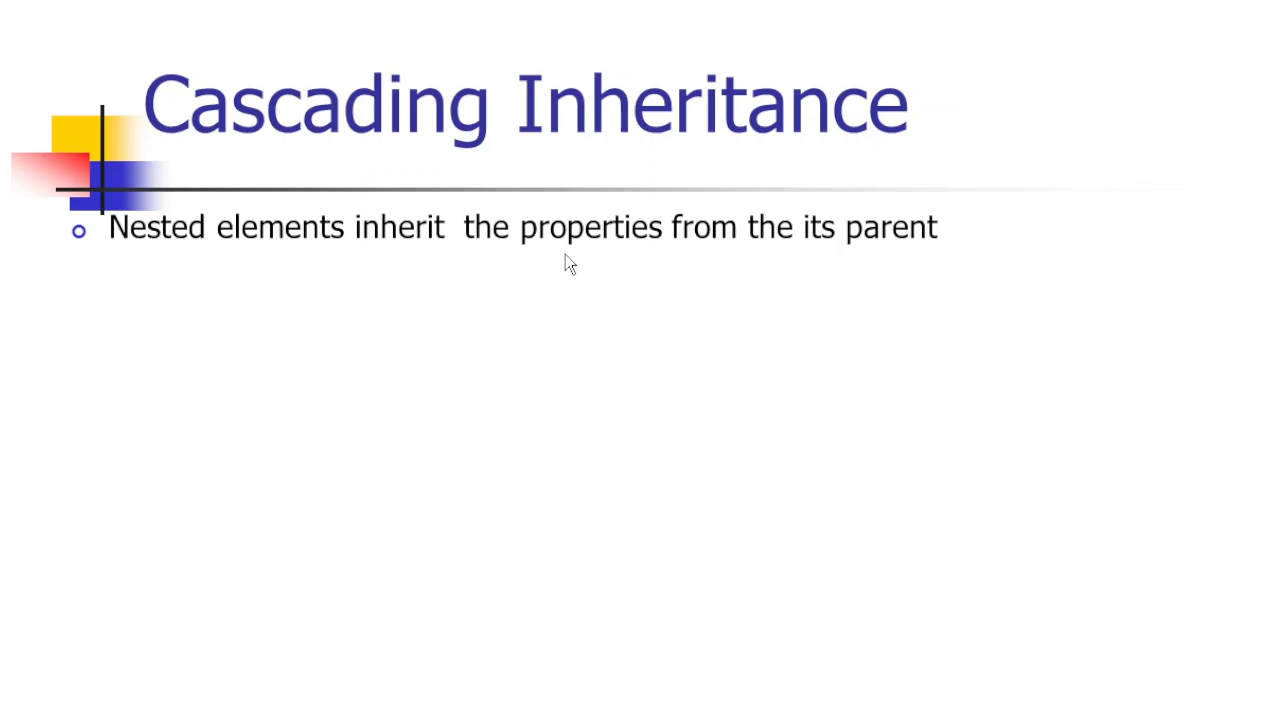 Cascading Inheritance
Nested elements inherit  the properties from the its parent